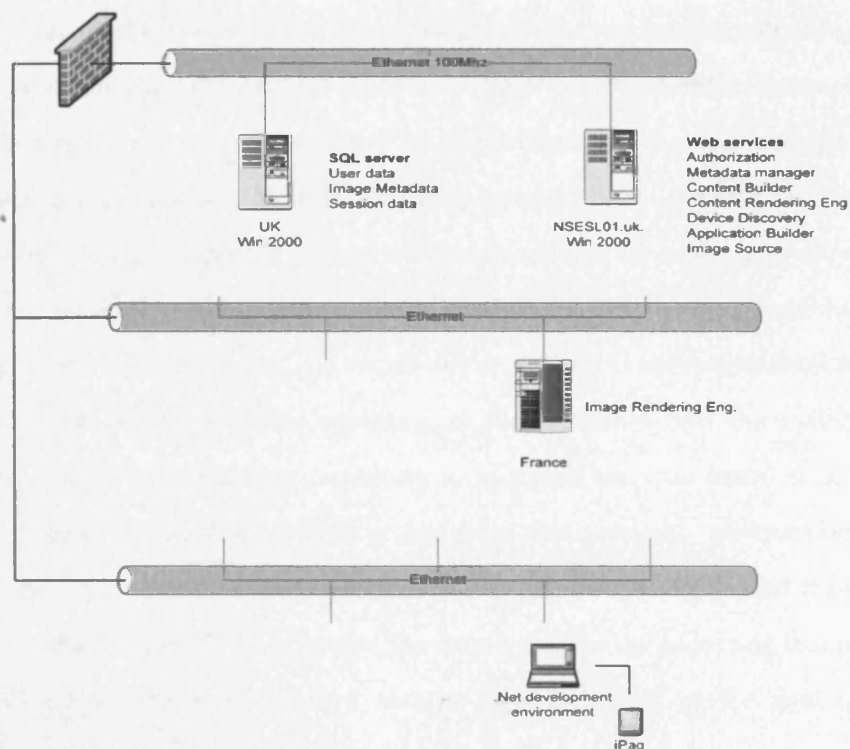 Ethernet 100Mhz
SQL server
User data
Image Metadata
Session data
UK
Win 2000
Web services
Authorization
Metadata manager
Content Builder
Content Rendering Eng
Device Discovery
Application Builder
Image Source
NSESL01.uk.
Win 2000
Ethernet
Image Rendering Eng.
France
Ethernet
.Net development
environment
iPaq